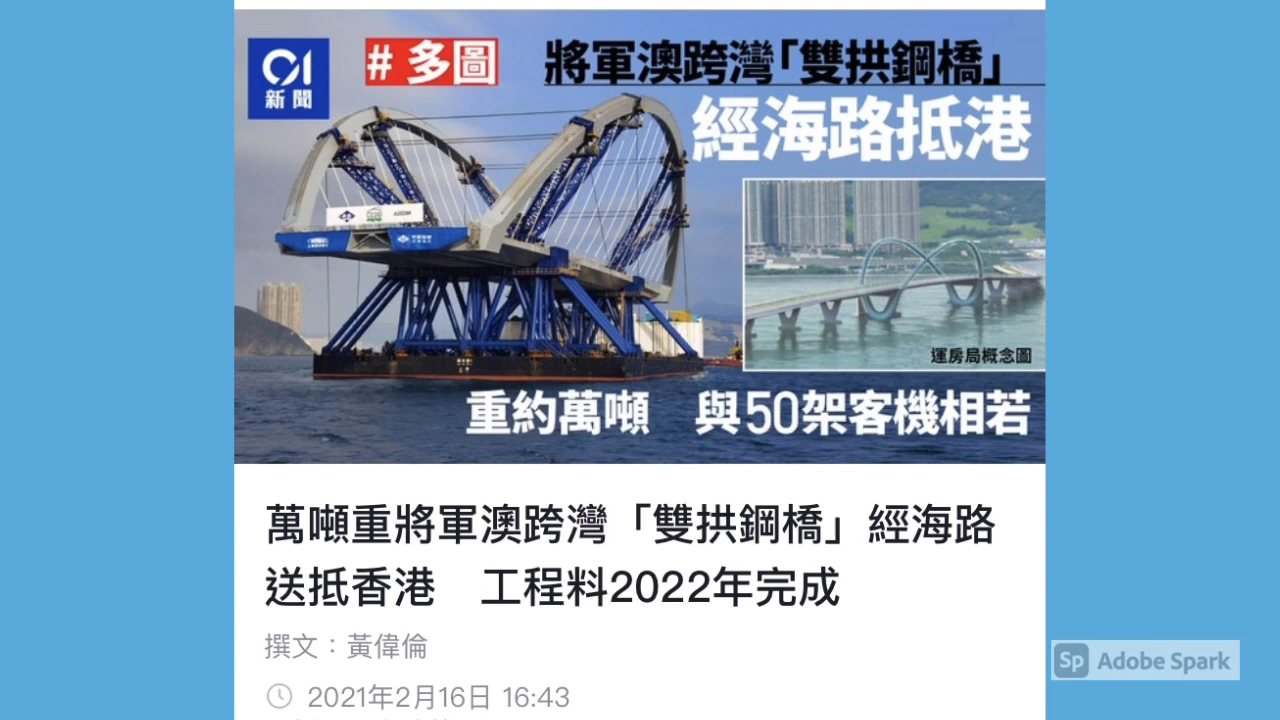 01
新聞
#多圖
將軍澳跨灣「雙拱鋼橋」
經海路抵港
AECOM
運房局概念圖
重約萬噸 與50架客機相若
萬噸重將軍澳跨灣「雙拱鋼橋」經海路
送抵香港 工程料2022年完成
撰文：黃偉倫
2021年2月16日 16:43
Sp Adobe Spark